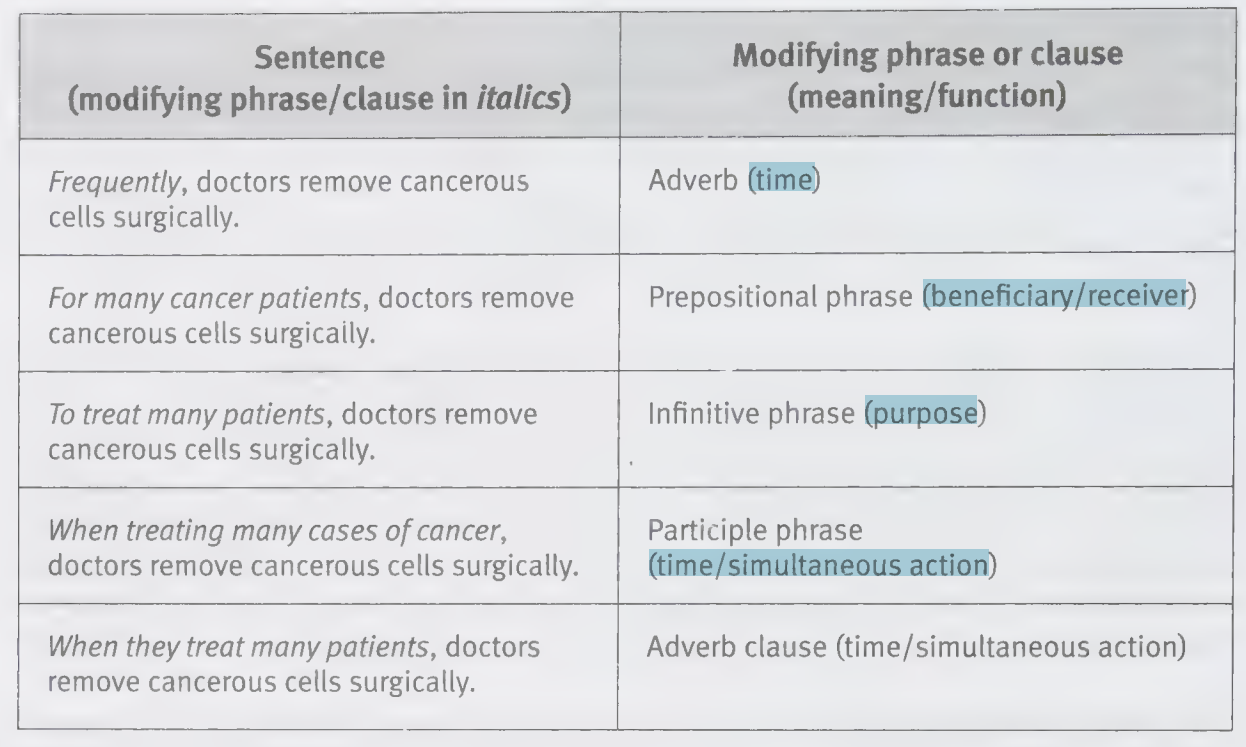 Sentence
(modifying phrase/clause in italics)
Modifying phrase or clause
(meaning/function)
Frequently, doctors remove cancerous
cells surgically.
Adverb (time)
For many cancer patients, doctors remove
cancerous cells surgically.
Prepositional phrase (beneficiary/receiver)
To treat many patients, doctors remove
cancerous cells surgically.
Infinitive phrase (purpose)
When treating many cases of cancer,
doctors remove cancerous cells surgically.
Participle phrase
(time/simultaneous action)
When they treat many patients, doctors
remove cancerous cells surgically.
Adverb clause (time/simultaneous action)